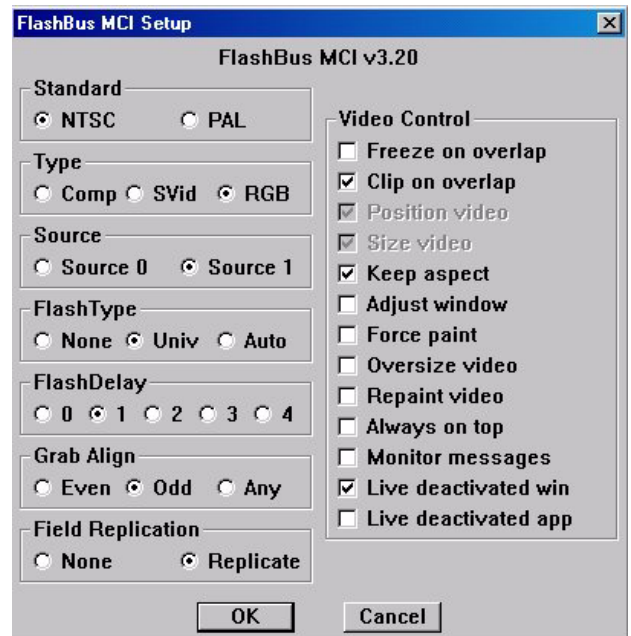 FlashBus MCI Setup
FlashBus MCI v3.20
Standard
NTSC PAL
Type
Comp SVid RGB
Source
Source 0 Source 1
FlashType
None Univ Auto
FlashDelay
0 1 2 3 4
Grab Align
Even Odd Any
Field Replication
None Replicate
Video Control
Freeze on overlap
Clip on overlap
Position video
Size video
Keep aspect
Adjust window
Force paint
Oversize video
Repaint video
Always on top
Monitor messages
Live deactivated win
Live deactivated app
OK Cancel